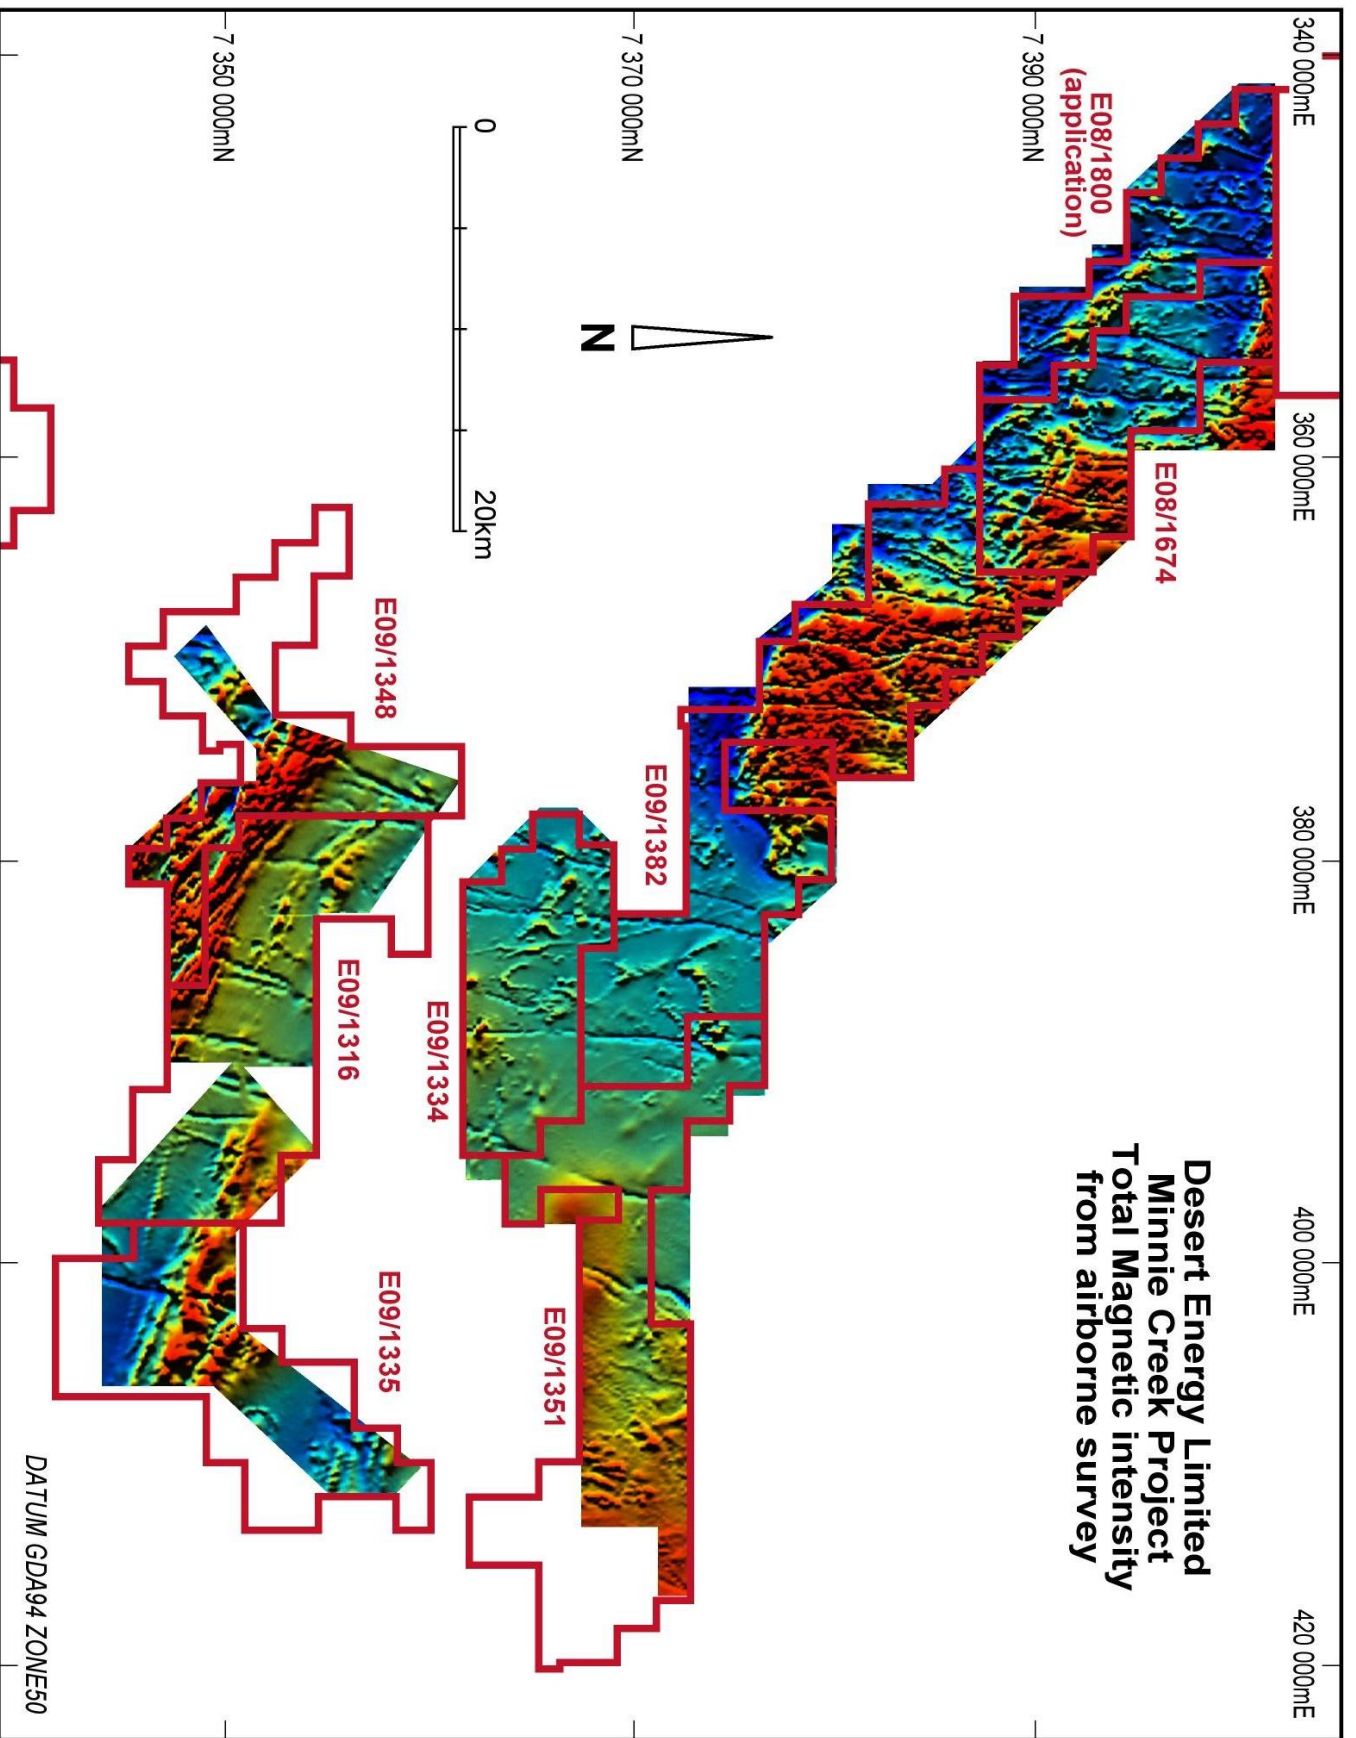 340 000mE
360 000mE
380 000mE
400 000mE
420 000mE
Desert Energy Limited
Minnie Creek Project
Total Magnetic intensity
from airborne survey
E08/1674
E08/1800
(application)
7 390 000mN
E09/1382
7 370 000mN
N
E09/1351
0
20km
E09/1334
E09/1348
E09/1335
E09/1316
7 350 000mN
DATUM GDA94 ZONE50